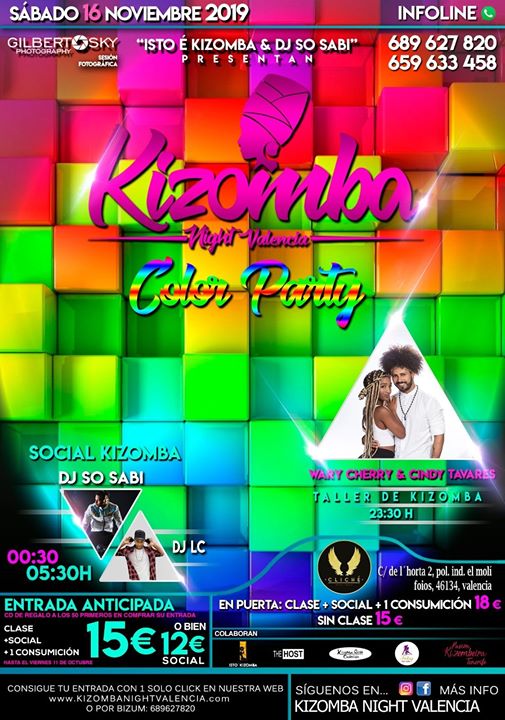 SÁBADO 16 NOVIEMBRE 2019
INFOLINE
689 627 820
659 633 458
GILBERTOSKY
PHOTOGRAPHY
SESIÓN
FOTOGRÁFICA
"ISTO É KIZOMBA & DJ SO SABI"
PRESENTAN
Kizomba
Night Valencia
Color Party
WARY CHERRY & CINDY TAVARES
TALLER DE KIZOMBA
23:30 H
SOCIAL KIZOMBA
DJ SO SABI
DJ LC
00:30
05:30H
CLICHÉ
C/ de l´horta 2, pol. ind. el moli
foios, 46134, valencia
ENTRADA ANTICIPADA
CD DE REGALO A LOS 50 PRIMEROS EN COMPRAR SU ENTRADA
CLASE
+SOCIAL
+ 1 CONSUMICIÓN
15€
O BIEN
12€
SOCIAL
HASTA EL VIERNES 11 DE OCTUBRE
EN PUERTA: CLASE + SOCIAL + 1 CONSUMICIÓN 18 €
SIN CLASE 15 €
COLABORAN
ISTO KIZOMBA
THE HOST
Pasion
Kizombeira
Tenerife
CONSIGUE TU ENTRADA CON 1 SOLO CLICK EN NUESTRA WEB
WWW.KIZOMBANIGHTVALENCIA.COM
O POR BIZUM: 689627820
SÍGUENOS EN... MÁS INFO
KIZOMBA NIGHT VALENCIA